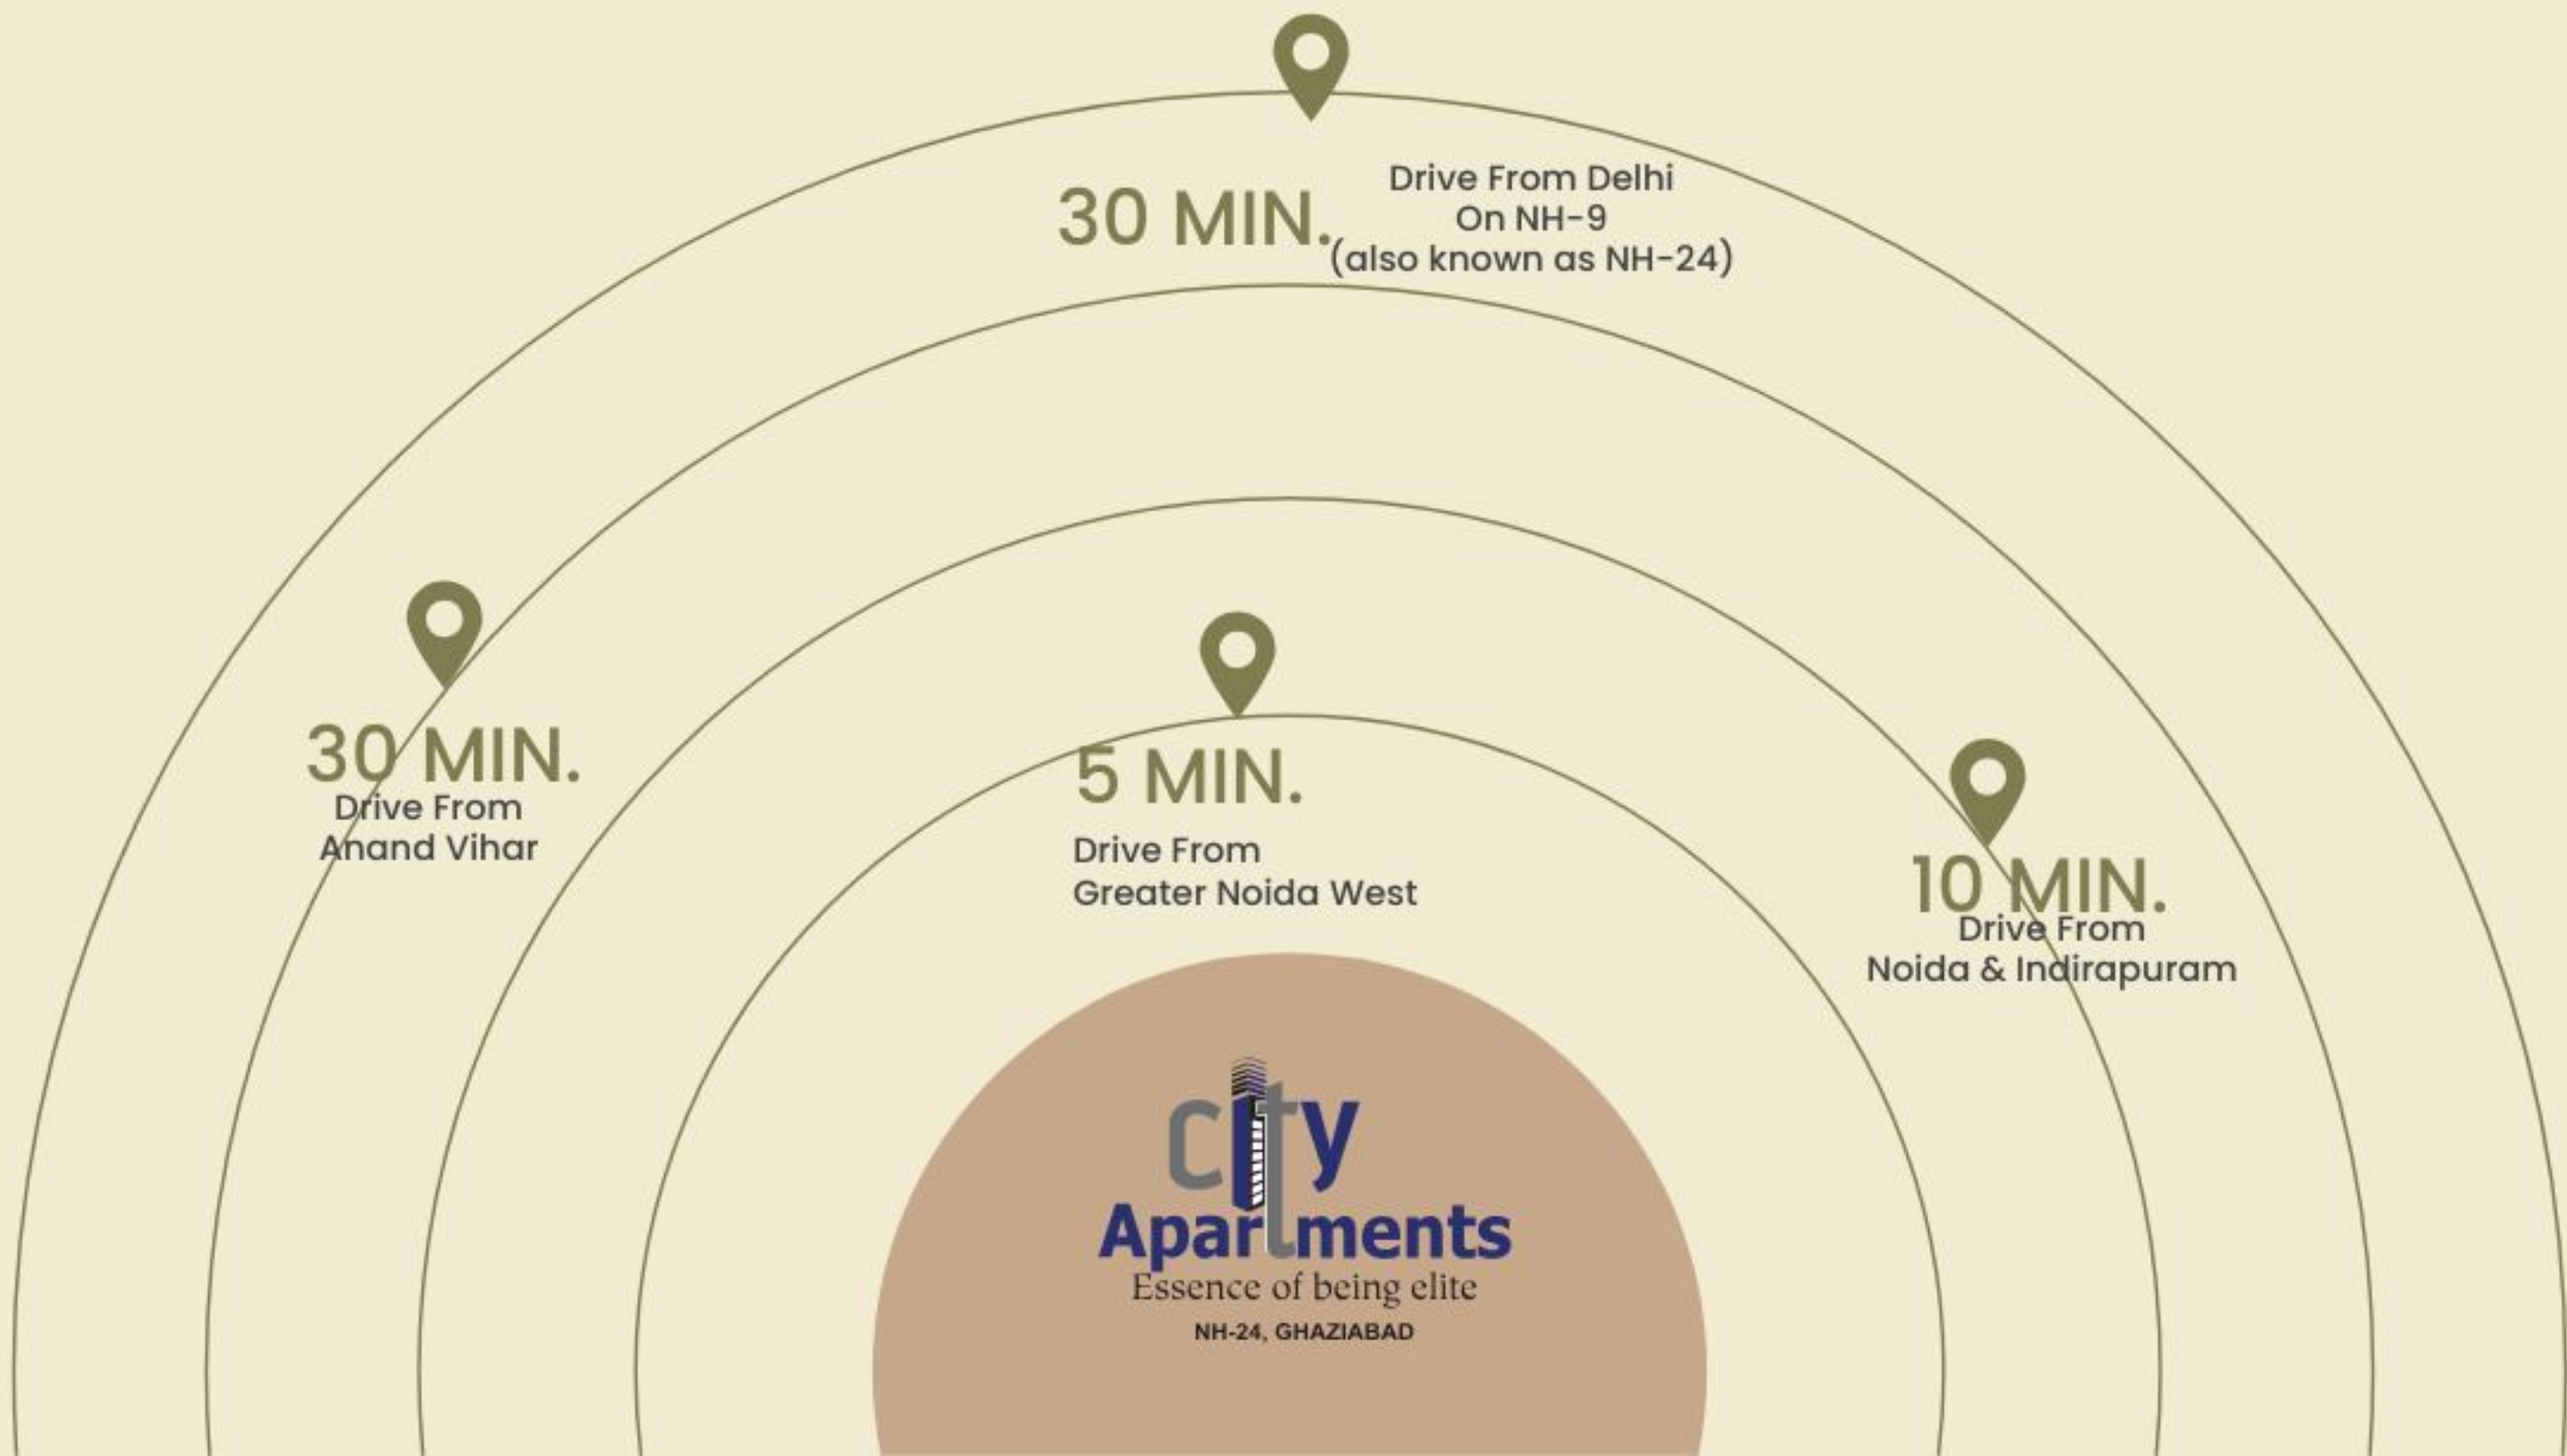 30 MIN.
Drive From Delhi
On NH-9
(also known as NH-24)
30 MIN.
Drive From
Anand Vihar
5 MIN.
Drive From
Greater Noida West
10 MIN.
Drive From
Noida & Indirapuram
city
Apartments
Essence of being elite
NH-24, GHAZIABAD